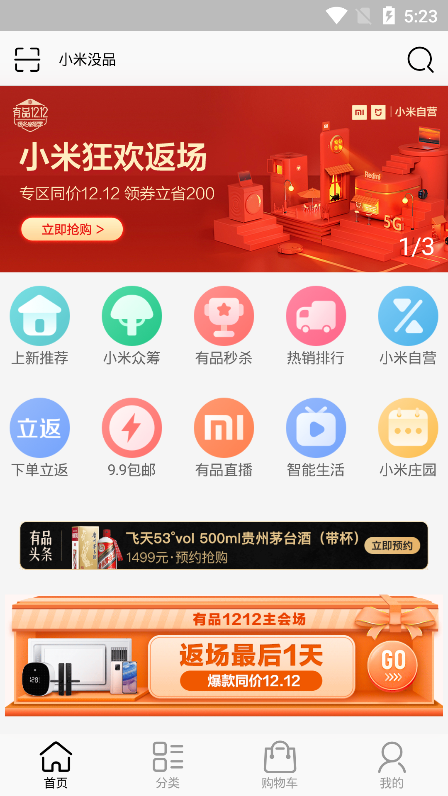 5:23
小米没品
有品12.12
小米自营
小米狂欢返场
专区同价12.12 领券立省200
立即抢购 >
Redmi
5G
1/3
上新推荐 小米众筹 有品秒杀 热销排行 小米自营
立返
下单立返 9.9包邮 有品直播 智能生活 小米庄园
有品头条
飞天53°vol 500ml贵州茅台酒（带杯）
1499元·预约抢购
立即预约
有品1212主会场
返场最后1天
GO
爆款同价12.12
首页 分类 购物车 我的